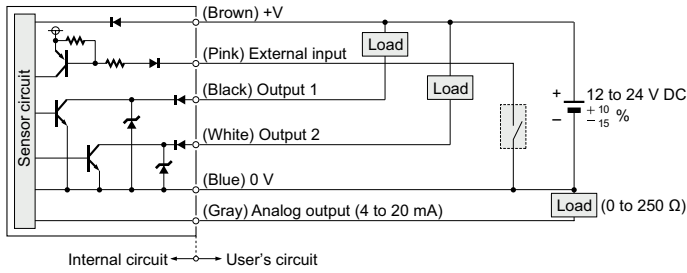 (Brown) +V
(Pink) External input
Load
(Black) Output 1
Load
+
−
12 to 24 V DC
+ 10
− 15 %
Sensor circuit
(White) Output 2
(Blue) 0 V
(Gray) Analog output (4 to 20 mA)
Load (0 to 250 Ω)
Internal circuit
User's circuit